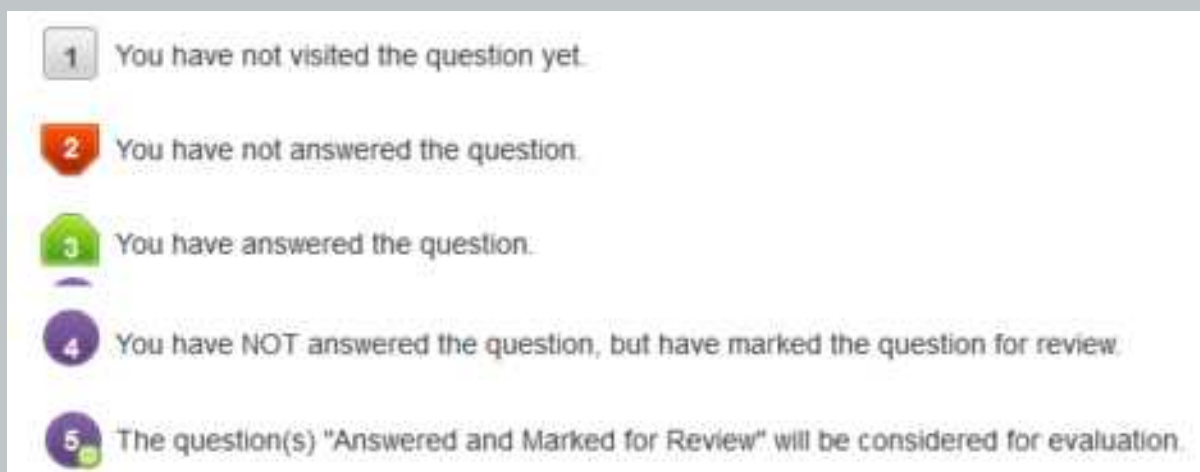 1 You have not visited the question yet.
2 You have not answered the question.
3 You have answered the question.
4 You have NOT answered the question, but have marked the question for review.
5 The question(s) "Answered and Marked for Review" will be considered for evaluation.